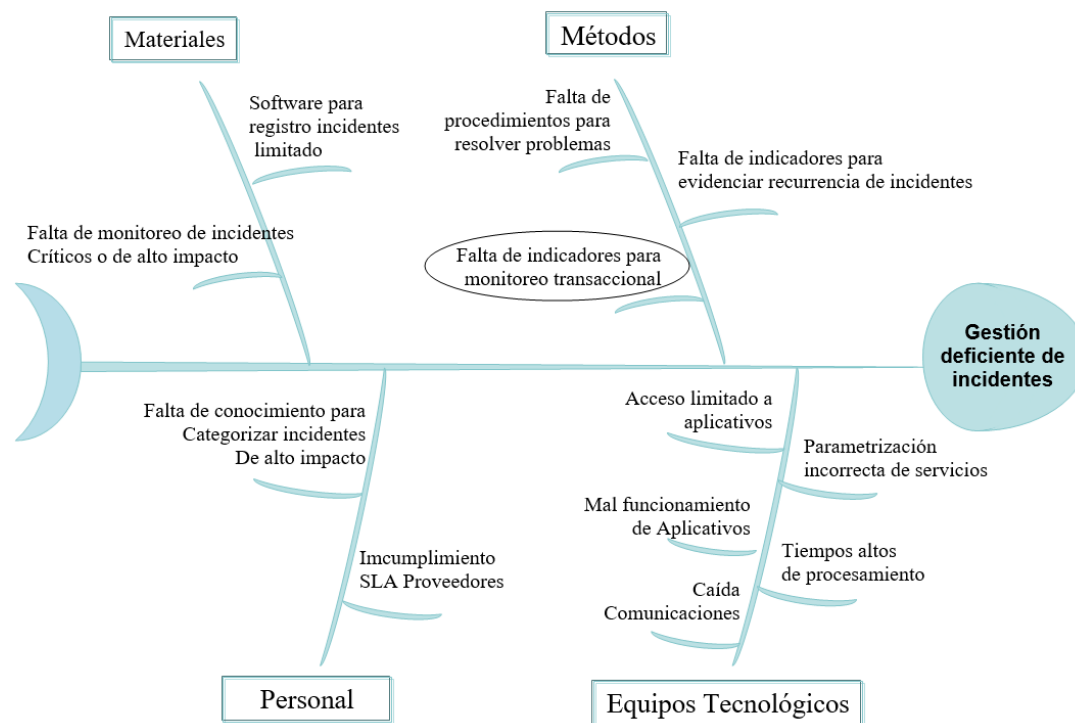 Materiales
Métodos
Software para
registro incidentes
limitado
Falta de
procedimientos para
resolver problemas
Falta de indicadores para
evidenciar recurrencia de incidentes
Falta de monitoreo de incidentes
Críticos o de alto impacto
Falta de indicadores para
monitoreo transaccional
Gestión
deficiente de
incidentes
Falta de conocimiento para
Categorizar incidentes
De alto impacto
Acceso limitado a
aplicativos
Parametrización
incorrecta de servicios
Mal funcionamiento
de Aplicativos
Imcumplimiento
SLA Proveedores
Tiempos altos
de procesamiento
Caída
Comunicaciones
Personal
Equipos Tecnológicos